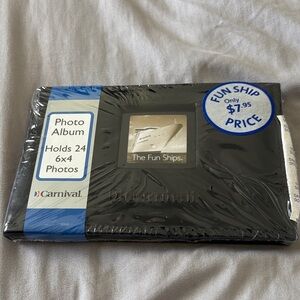 Photo
Album
Holds 24
6x4
Photos
Carnival
The Fun Ships.
FUN SHIP
Only
$7.95
PRICE